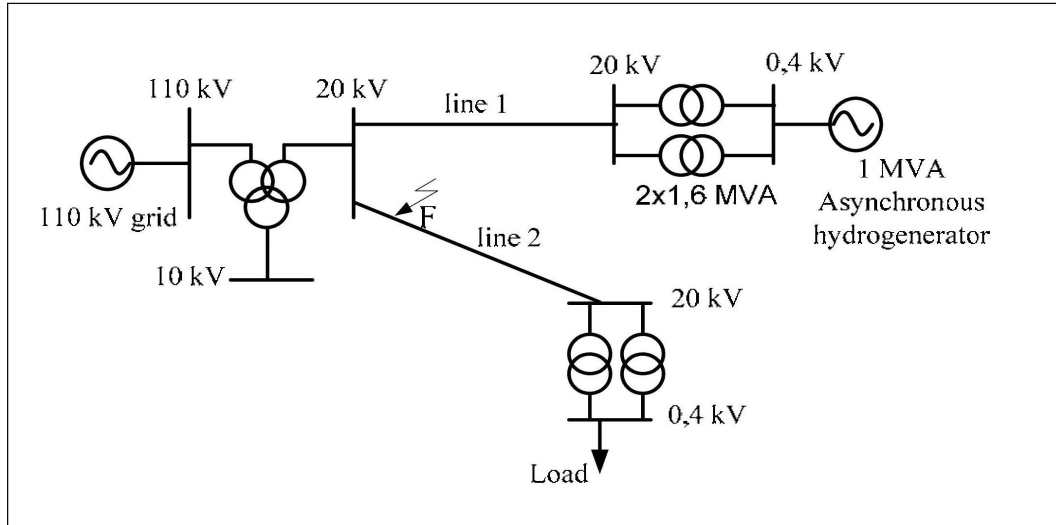 110 kV
20 kV
line 1
20 kV
0,4 kV
110 kV grid
10 kV
F
line 2
2x1,6 MVA
1 MVA
Asynchronous
hydrogenerator
20 kV
0,4 kV
Load